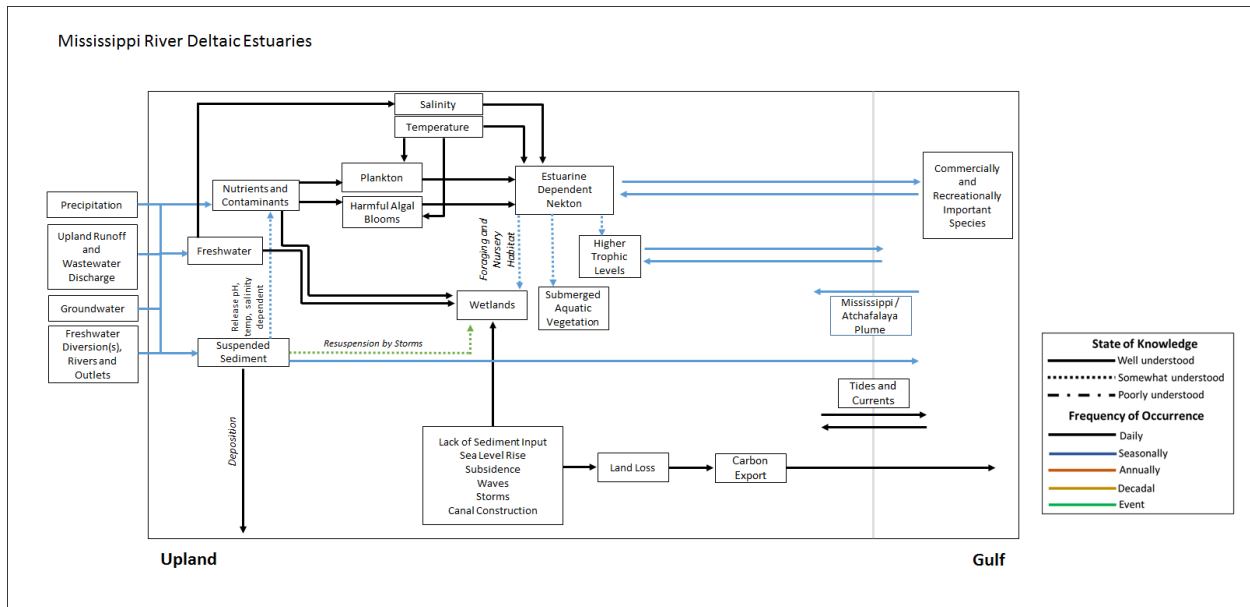 Mississippi River Deltaic Estuaries
Salinity
Temperature
Plankton
Harmful Algal
Blooms
Nutrients and
Contaminants
Estuarine
Dependent
Nekton
Commercially and
Recreationally
Important
Species
Precipitation
Upland Runoff
and
Wastewater
Discharge
Groundwater
Freshwater
Diversion(s),
Rivers and
Outlets
Freshwater
Foraging and
Nursery
Habitat
Higher
Trophic
Levels
Release pH,
temp, salinity
dependent
Wetlands
Submerged
Aquatic
Vegetation
Mississippi /
Atchafalaya
Plume
Suspended
Sediment
Resuspension by Storms
Tides and
Currents
Deposition
Lack of Sediment Input
Sea Level Rise
Subsidence
Waves
Storms
Canal Construction
Land Loss
Carbon
Export
Upland
Gulf
State of Knowledge
Well understood
Somewhat understood
Poorly understood
Frequency of Occurrence
Daily
Seasonally
Annually
Decadal
Event